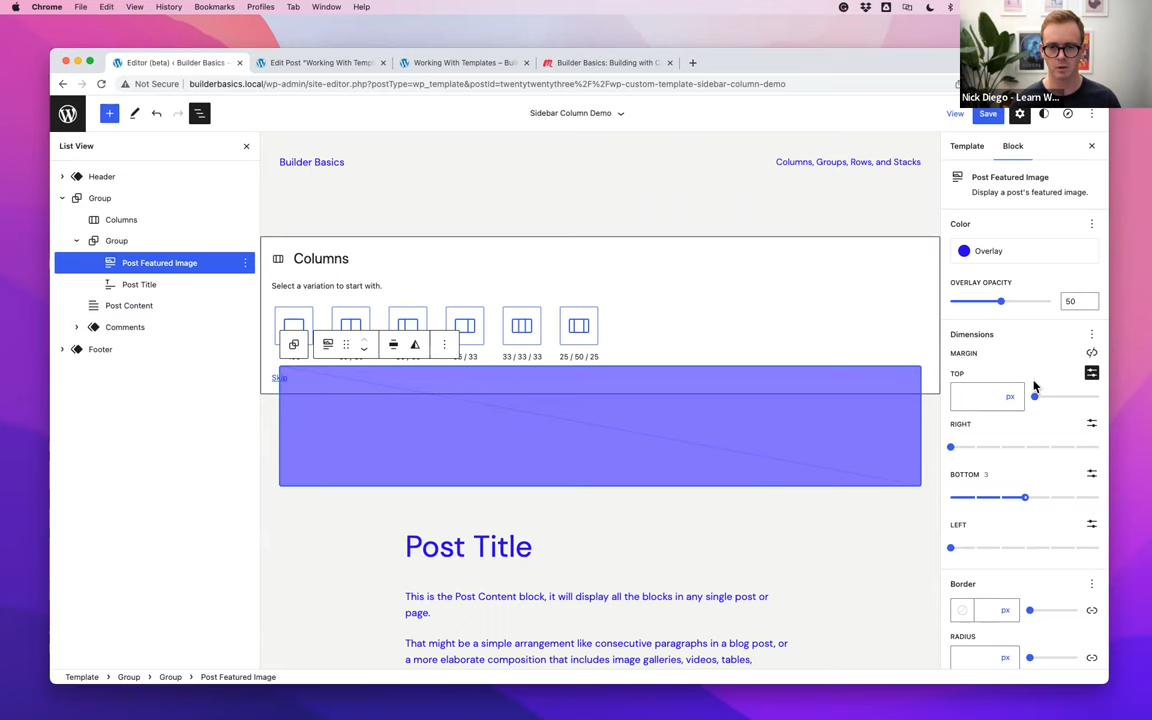 Chrome File Edit View History Bookmarks Profiles Tab Window Help
Editor (beta) ‹ Builder Basics –
Edit Post "Working With Templ
Working With Templates – Buil
Builder Basics: Building with C
Not Secure builderbasics.local/wp-admin/site-editor.php?postType=wp_template&postId=twentytwentythree%2F%2Fwp-custom-template-sidebar-column-demo
Nick Diego - Learn W...
Sidebar Column Demo
View
Save
List View
Header
Group
Columns
Group
Post Featured Image
Post Title
Post Content
Comments
Footer
Builder Basics
Columns, Groups, Rows, and Stacks
Columns
Select a variation to start with.
/ 33
33 / 33 / 33
25 / 50 / 25
Skip
Post Title
This is the Post Content block, it will display all the blocks in any single post or
page.
That might be a simple arrangement like consecutive paragraphs in a blog post, or
a more elaborate composition that includes image galleries, videos, tables,
Template
Block
Post Featured Image
Display a post's featured image.
Color
Overlay
OVERLAY OPACITY
50
Dimensions
MARGIN
TOP
px
RIGHT
BOTTOM 3
LEFT
Border
px
RADIUS
px
Template › Group › Group › Post Featured Image